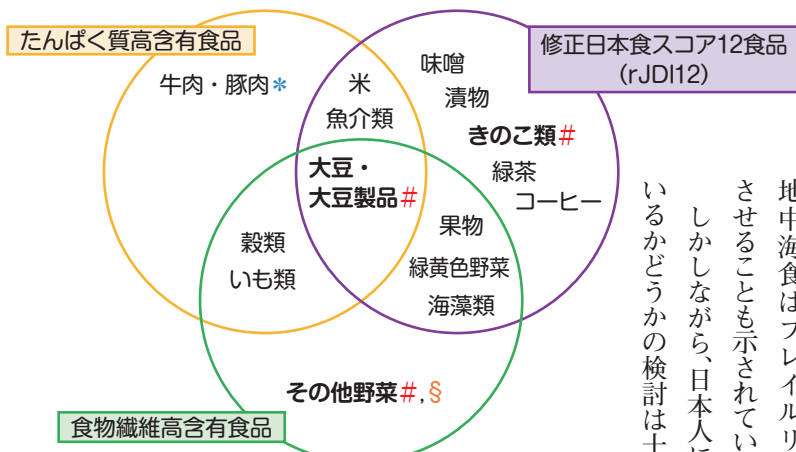 たんぱく質高含有食品
修正日本食スコア12食品
(rJDI12)
牛肉・豚肉*
米
魚介類
味噌
漬物
きのこ類#
緑茶
コーヒー
大豆・
大豆製品#
果物
緑黄色野菜
海藻類
穀類
いも類
その他野菜#,§
食物繊維高含有食品
地中海食はフレイルリ
させることも示されてい
しかしながら、日本人に
いるかどうかの検討は十